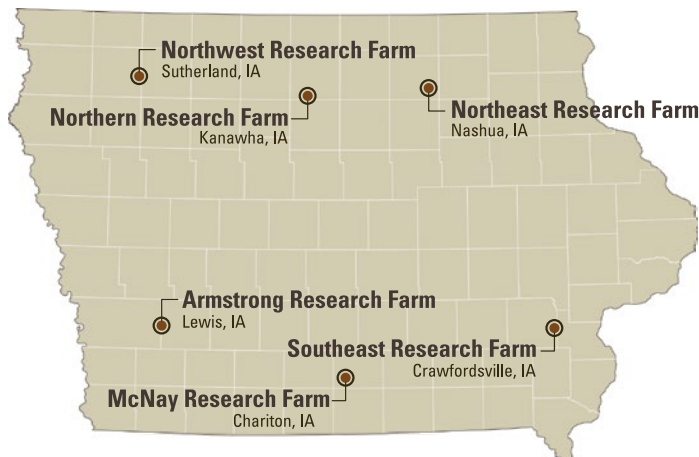 Northwest Research Farm
Sutherland, IA
Northern Research Farm
Kanawha, IA
Northeast Research Farm
Nashua, IA
Armstrong Research Farm
Lewis, IA
Southeast Research Farm
Crawfordsville, IA
McNay Research Farm
Chariton, IA